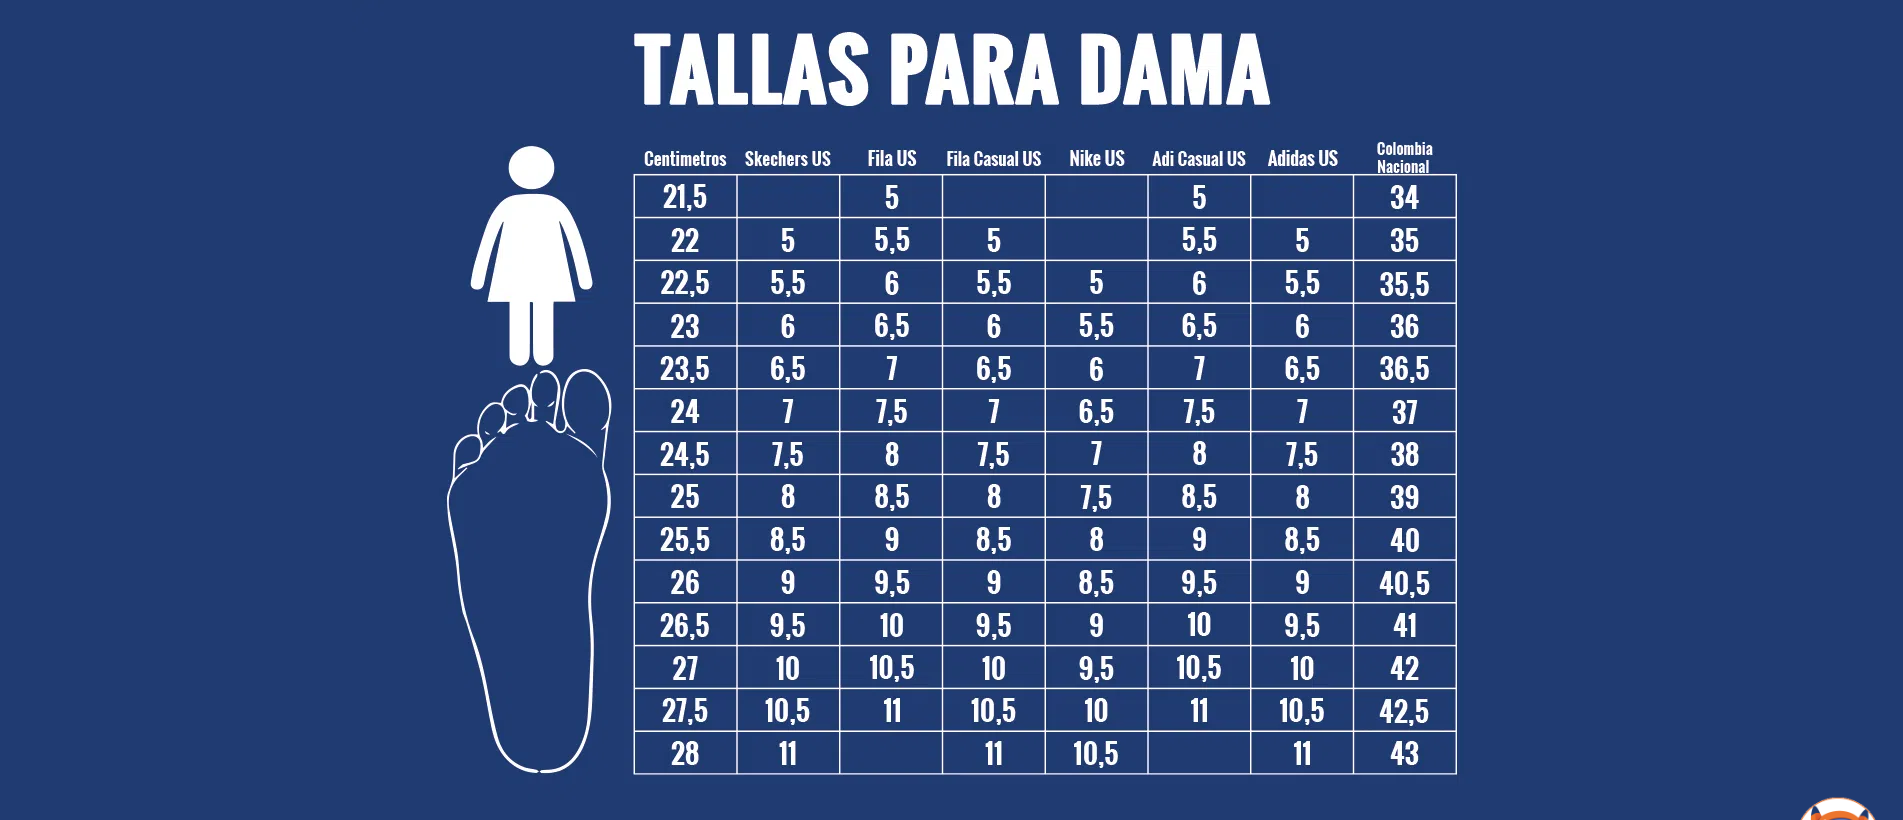 TALLAS PARA DAMA
Centimetros Skechers US Fila US Fila Casual US Nike US Adi Casual US Adidas US Colombia Nacional
21,5 5 5 34
22 5 5,5 5 5,5 5 35
22,5 5,5 6 5,5 5 6 5,5 35,5
23 6 6,5 6 5,5 6,5 6 36
23,5 6,5 7 6,5 6 7 6,5 36,5
24 7 7,5 7 6,5 7,5 7 37
24,5 7,5 8 7,5 7 8 7,5 38
25 8 8,5 8 7,5 8,5 8 39
25,5 8,5 9 8,5 8 9 8,5 40
26 9 9,5 9 8,5 9,5 9 40,5
26,5 9,5 10 9,5 9 10 9,5 41
27 10 10,5 10 9,5 10,5 10 42
27,5 10,5 11 10,5 10 11 10,5 42,5
28 11 11 10,5 11 43